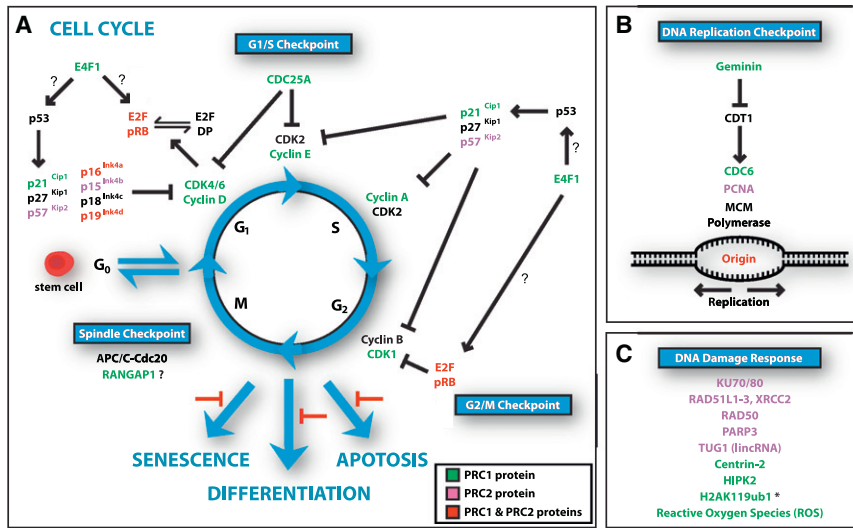 A
CELL CYCLE
G1/S Checkpoint
E4F1
?
?
p53
E2F
pRB
E2F
DP
CDC25A
CDK2
Cyclin E
p21 Cip1
p27 Kip1
p57 Kip2
p53
?
E4F1
p21 Cip1
p27 Kip1
p57 Kip2
p16 Ink4a
p15 Ink4b
p18 Ink4c
p19 Ink4d
CDK4/6
Cyclin D
Cyclin A
CDK2
G1
S
G0
stem cell
M
G2
?
Spindle Checkpoint
APC/C-Cdc20
RANGAP1 ?
Cyclin B
CDK1
E2F
pRB
G2/M Checkpoint
SENESCENCE
DIFFERENTIATION
APOTOSIS
PRC1 protein
PRC2 protein
PRC1 & PRC2 proteins
B
DNA Replication Checkpoint
Geminin
CDT1
CDC6
PCNA
MCM
Polymerase
Origin
Replication
C
DNA Damage Response
KU70/80
RAD51L1-3, XRCC2
RAD50
PARP3
TUG1 (lincRNA)
Centrin-2
HIPK2
H2AK119ub1 *
Reactive Oxygen Species (ROS)